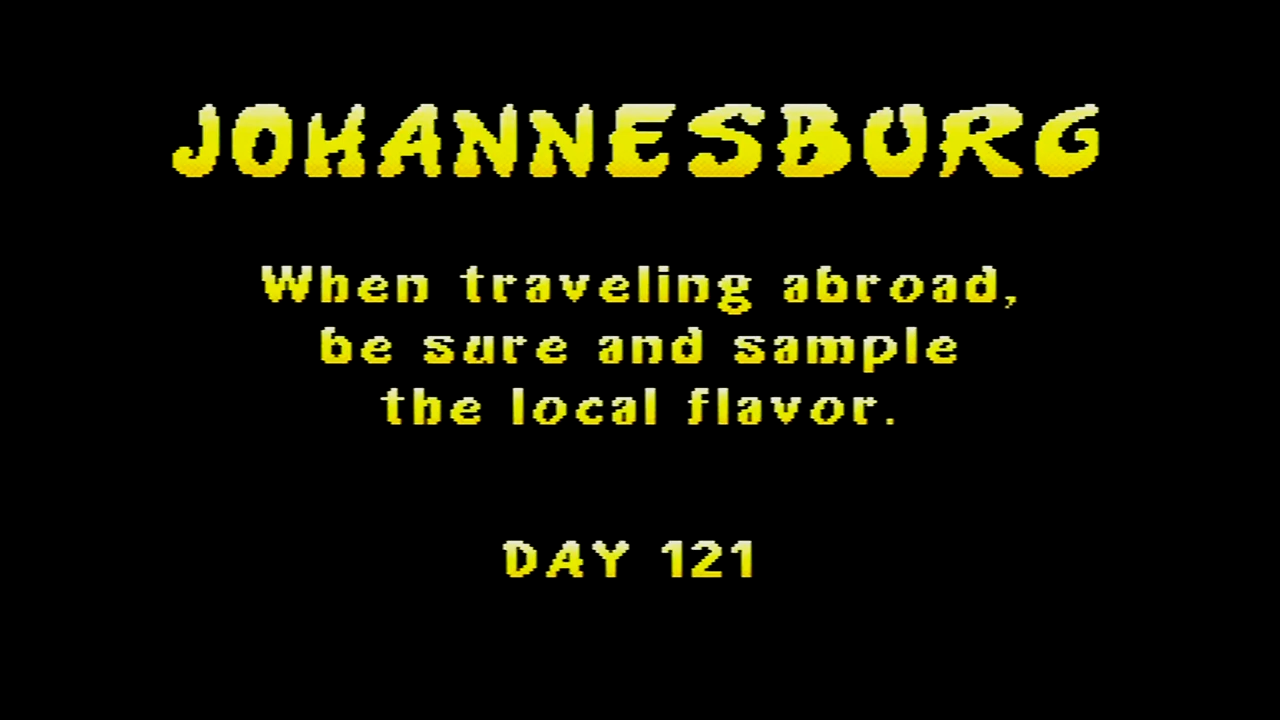 JOHANNESBURG
When traveling abroad,
be sure and sample
the local flavor.
DAY 121